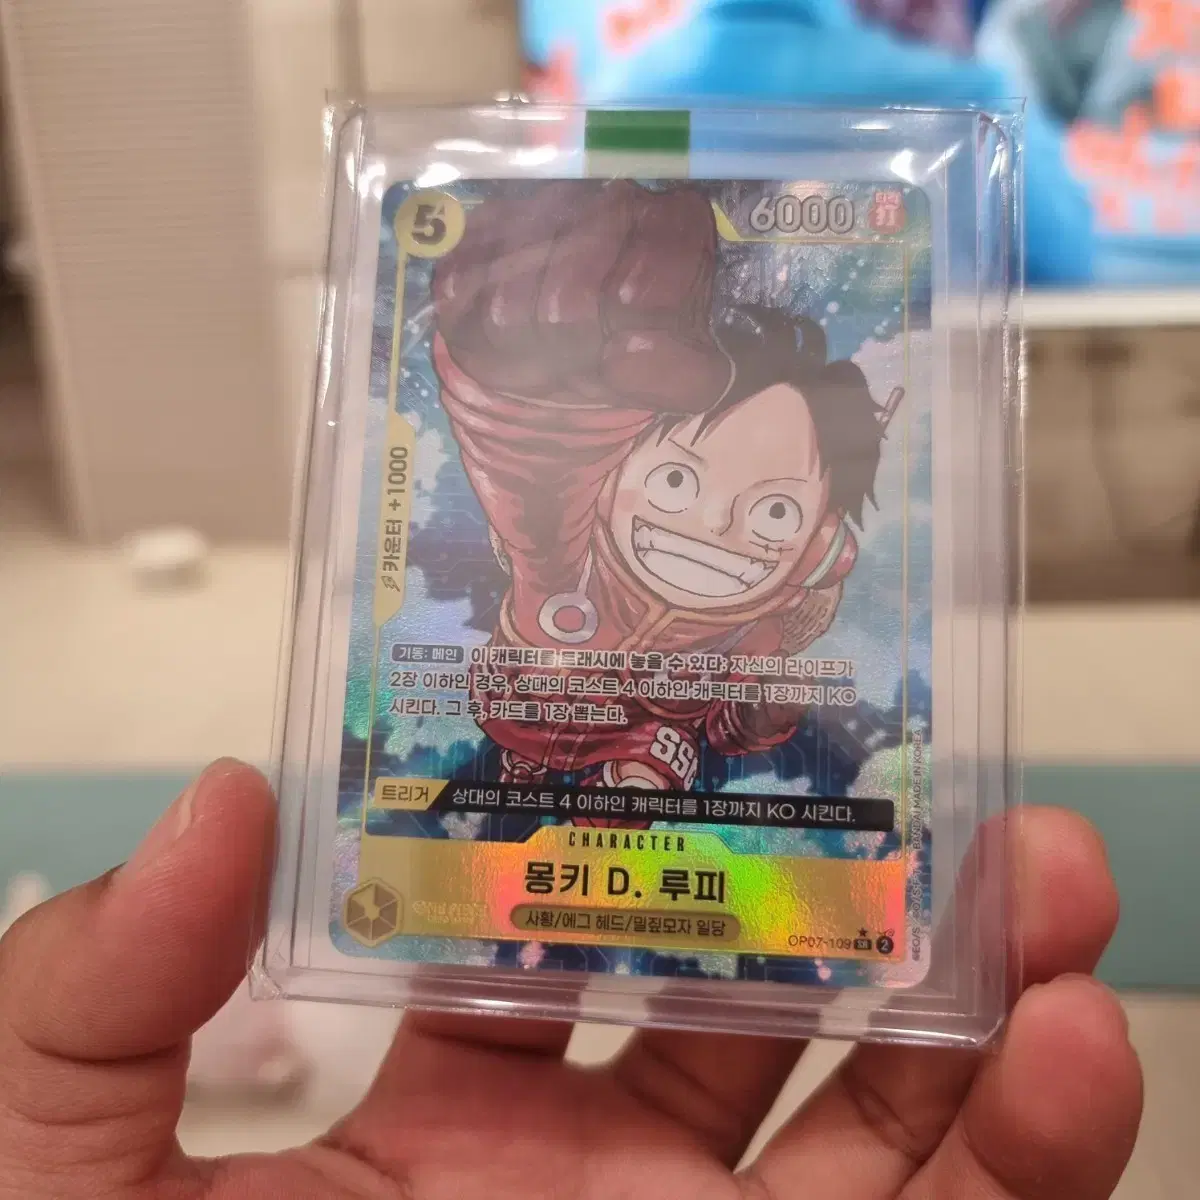 5
6000
타격
打
카운터 +1000
기동: 메인 이 캐릭터를 트래시에 놓을 수 있다: 자신의 라이프가
2장 이하인 경우, 상대의 코스트 4 이하인 캐릭터를 1장까지 KO
시킨다. 그 후, 카드를 1장 뽑는다.
SSG
트리거 상대의 코스트 4 이하인 캐릭터를 1장까지 KO 시킨다.
CHARACTER
몽키 D. 루피
사황/에그 헤드/밀짚모자 일당
OP07-109 SR 2
BANDAI MADE IN KOREA